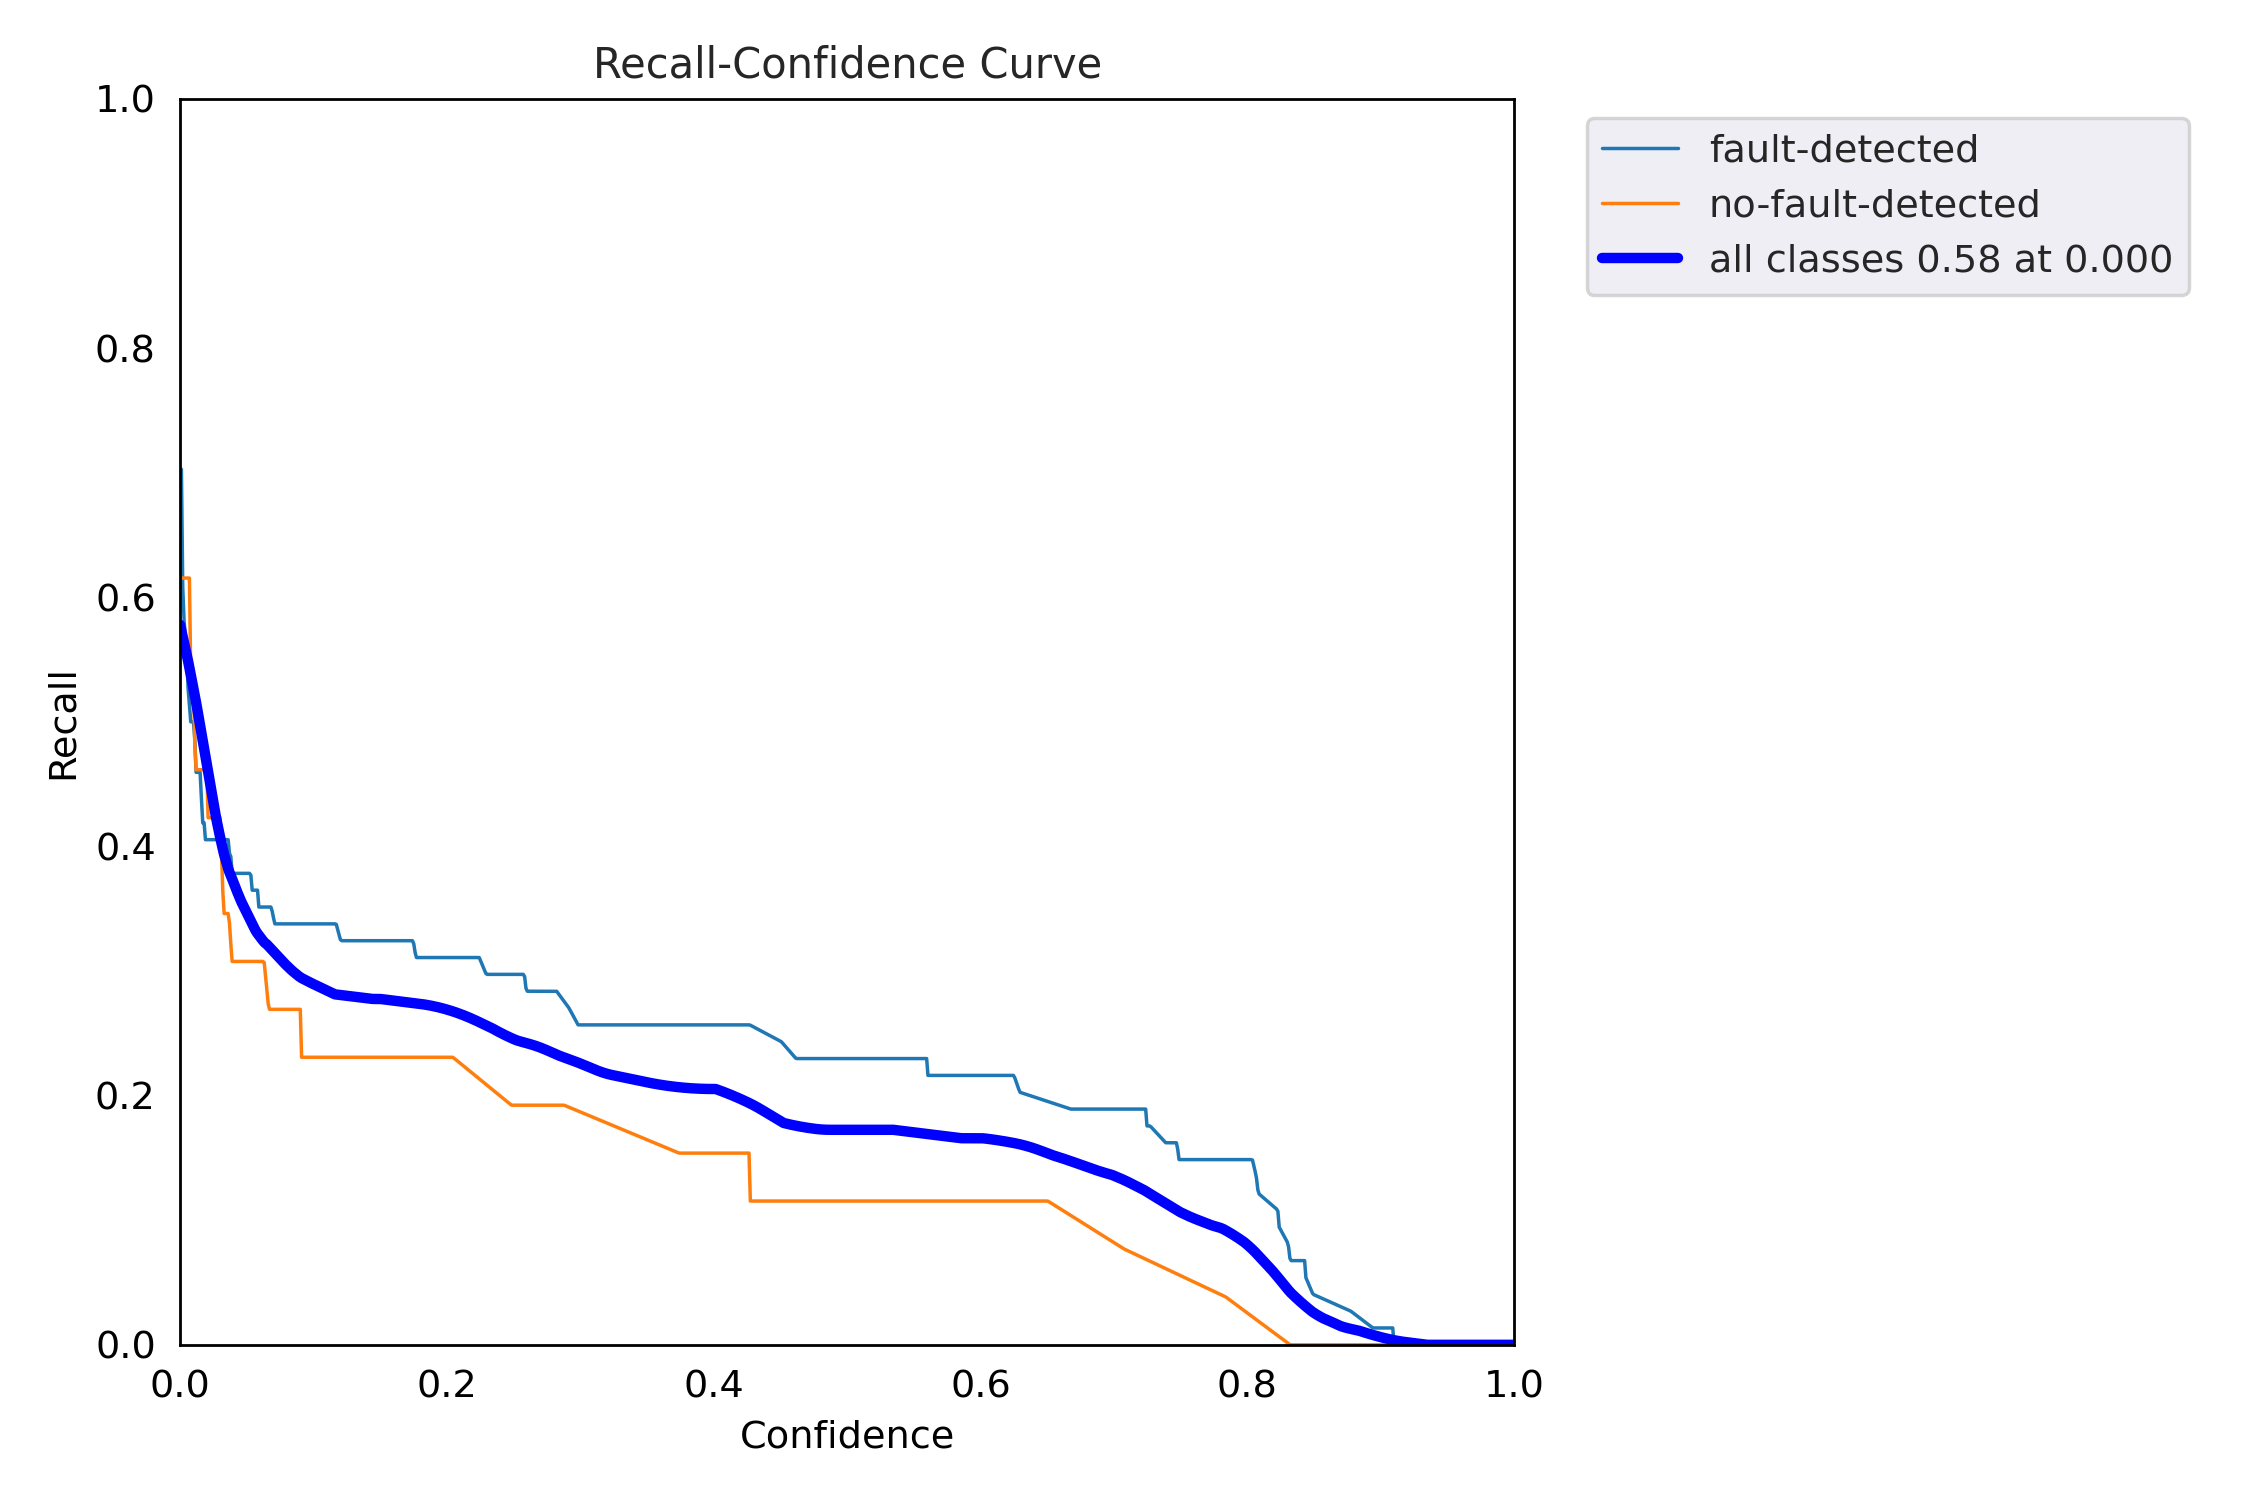 Recall-Confidence Curve
1.0
0.8
0.6
0.4
0.2
0.0
Recall
0.0 0.2 0.4 0.6 0.8 1.0
Confidence
fault-detected
no-fault-detected
all classes 0.58 at 0.000